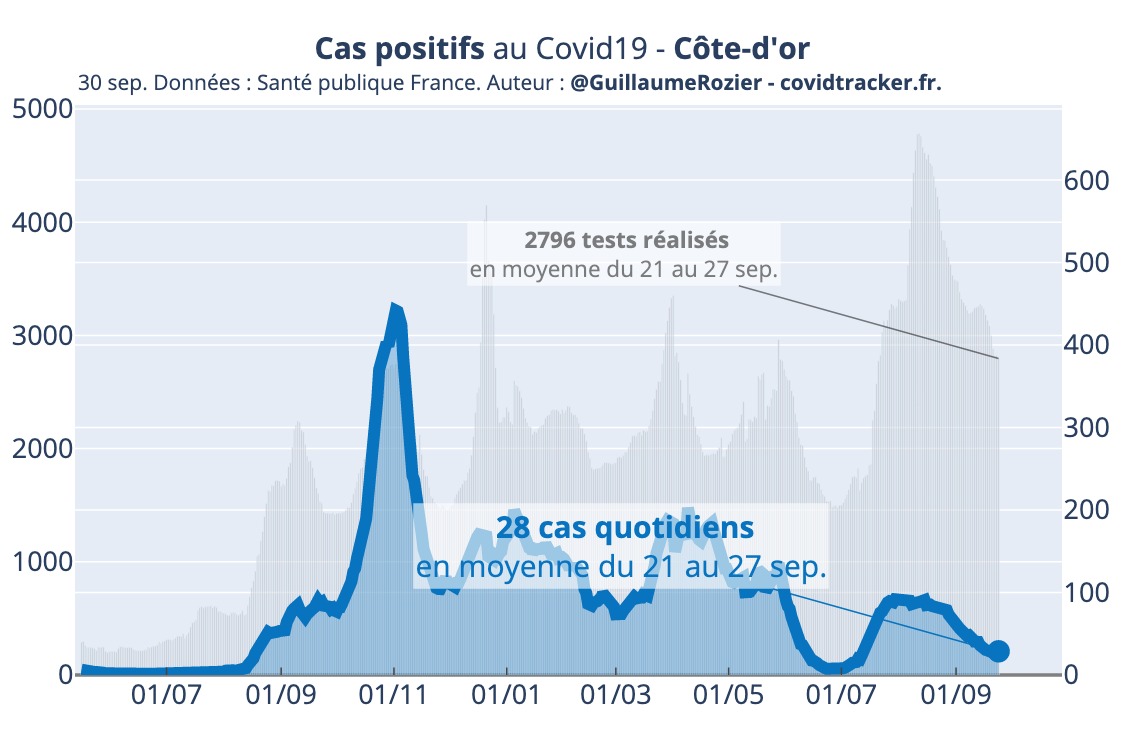 Cas positifs au Covid19 - Côte-d'or
30 sep. Données : Santé publique France. Auteur : @GuillaumeRozier - covidtracker.fr.
5000
4000
3000
2000
1000
0
600
500
400
300
200
100
0
2796 tests réalisés
en moyenne du 21 au 27 sep.
28 cas quotidiens
en moyenne du 21 au 27 sep.
01/07 01/09 01/11 01/01 01/03 01/05 01/07 01/09